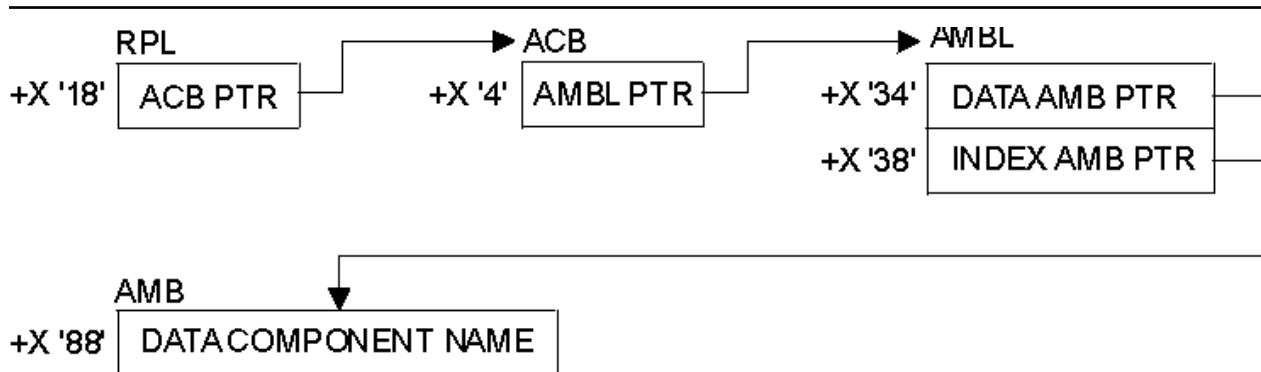 RPL ACB AMBL
+X '18' ACB PTR +X '4' AMBL PTR +X '34' DATA AMB PTR
+X '38' INDEX AMB PTR
AMB
+X '88' DATA COMPONENT NAME